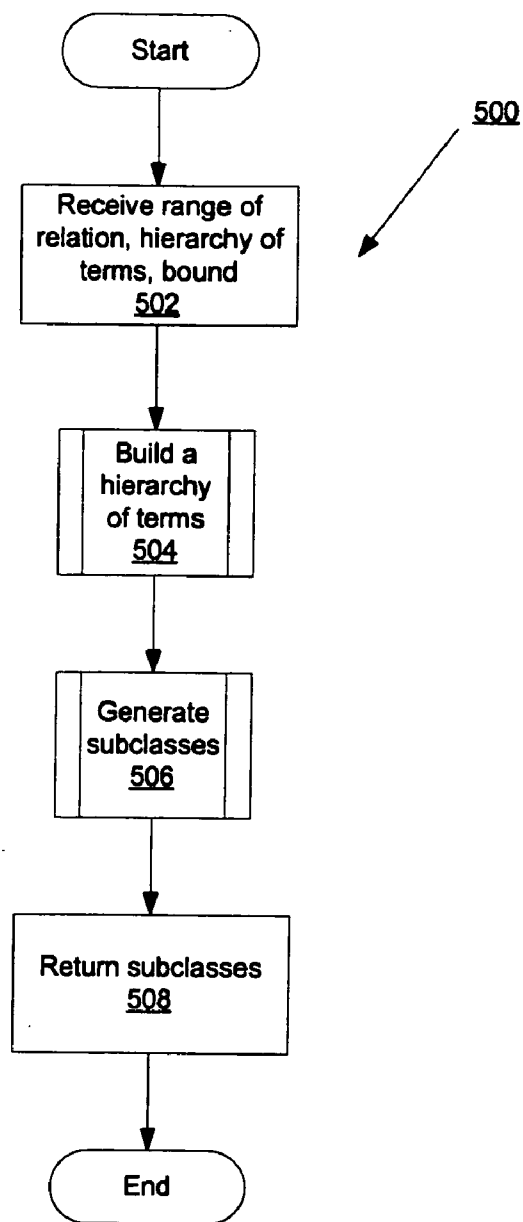 Start
500
Receive range of
relation, hierarchy of
terms, bound
502
Build a
hierarchy
of terms
504
Generate
subclasses
506
Return subclasses
508
End